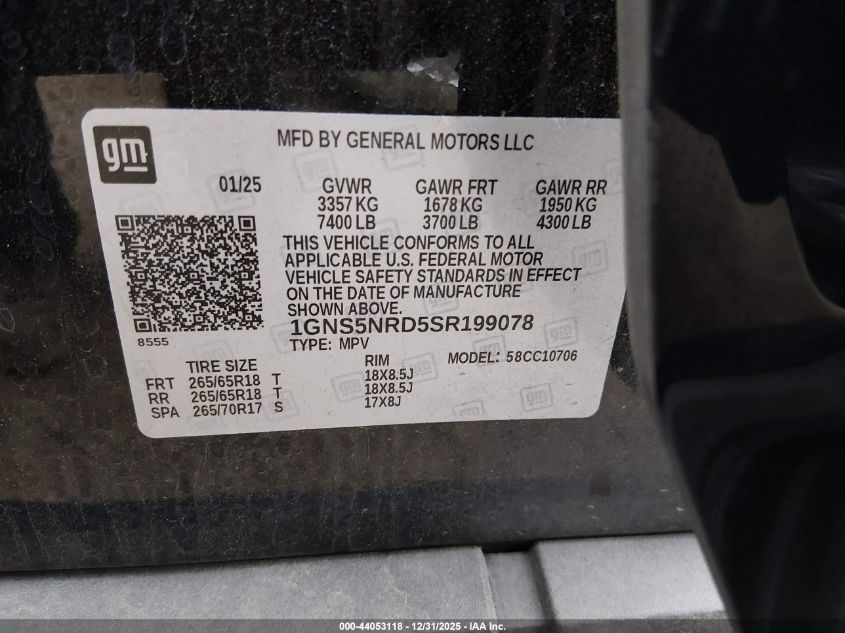 gm
MFD BY GENERAL MOTORS LLC
01/25 GVWR GAWR FRT GAWR RR
3357 KG 1678 KG 1950 KG
7400 LB 3700 LB 4300 LB
THIS VEHICLE CONFORMS TO ALL
APPLICABLE U.S. FEDERAL MOTOR
VEHICLE SAFETY STANDARDS IN EFFECT
ON THE DATE OF MANUFACTURE
SHOWN ABOVE.
8555
1GNS5NRD5SR199078
TYPE: MPV MODEL: 58CC10706
TIRE SIZE RIM
FRT 265/65R18 T 18X8.5J
RR 265/65R18 T 18X8.5J
SPA 265/70R17 S 17X8J
gm
000-44053118 - 12/31/2025 - IAA Holdings, LLC.